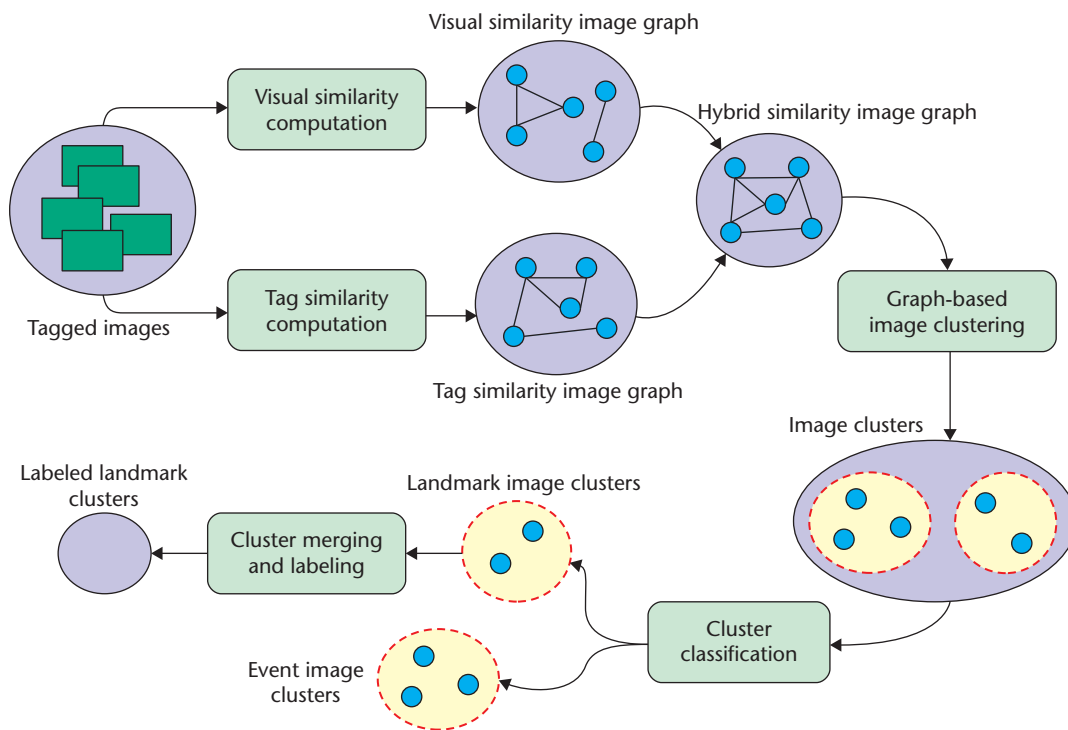 Visual similarity image graph
Visual similarity
computation
Hybrid similarity image graph
Tagged images
Tag similarity
computation
Tag similarity image graph
Graph-based
image clustering
Image clusters
Labeled landmark
clusters
Landmark image clusters
Cluster merging
and labeling
Cluster
classification
Event image
clusters